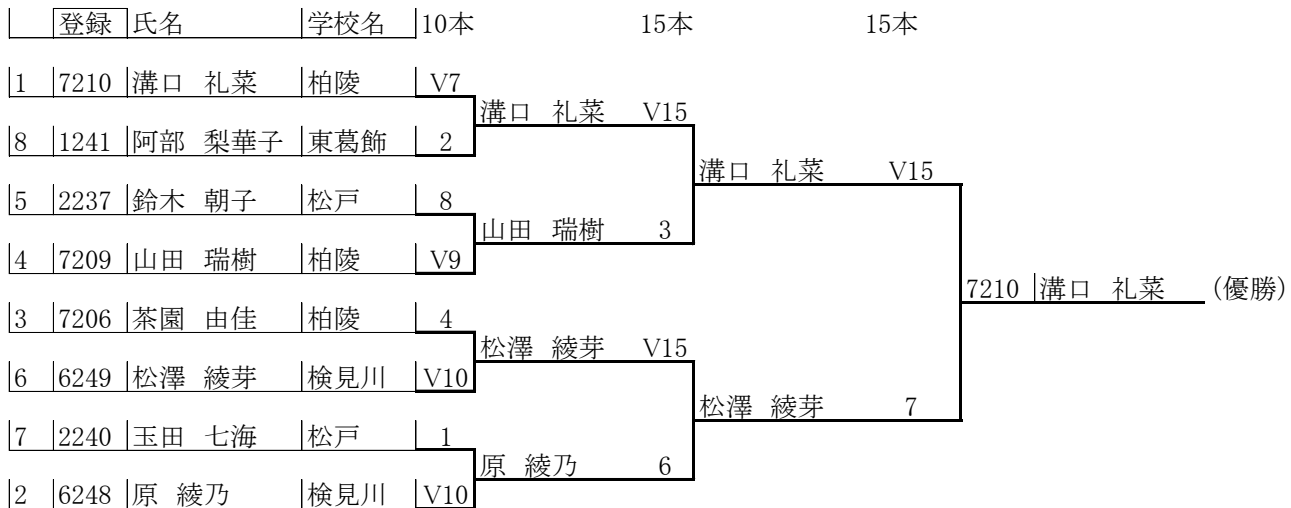 登録 氏名 学校名 10本 15本 15本
1 7210 溝口 礼菜 柏陵 V7
溝口 礼菜 V15
8 1241 阿部 梨華子 東葛飾 2
溝口 礼菜 V15
5 2237 鈴木 朝子 松戸 8
山田 瑞樹 3
4 7209 山田 瑞樹 柏陵 V9
7210 溝口 礼菜 (優勝)
3 7206 茶園 由佳 柏陵 4
松澤 綾芽 V15
6 6249 松澤 綾芽 検見川 V10
松澤 綾芽 7
7 2240 玉田 七海 松戸 1
原 綾乃 6
2 6248 原 綾乃 検見川 V10